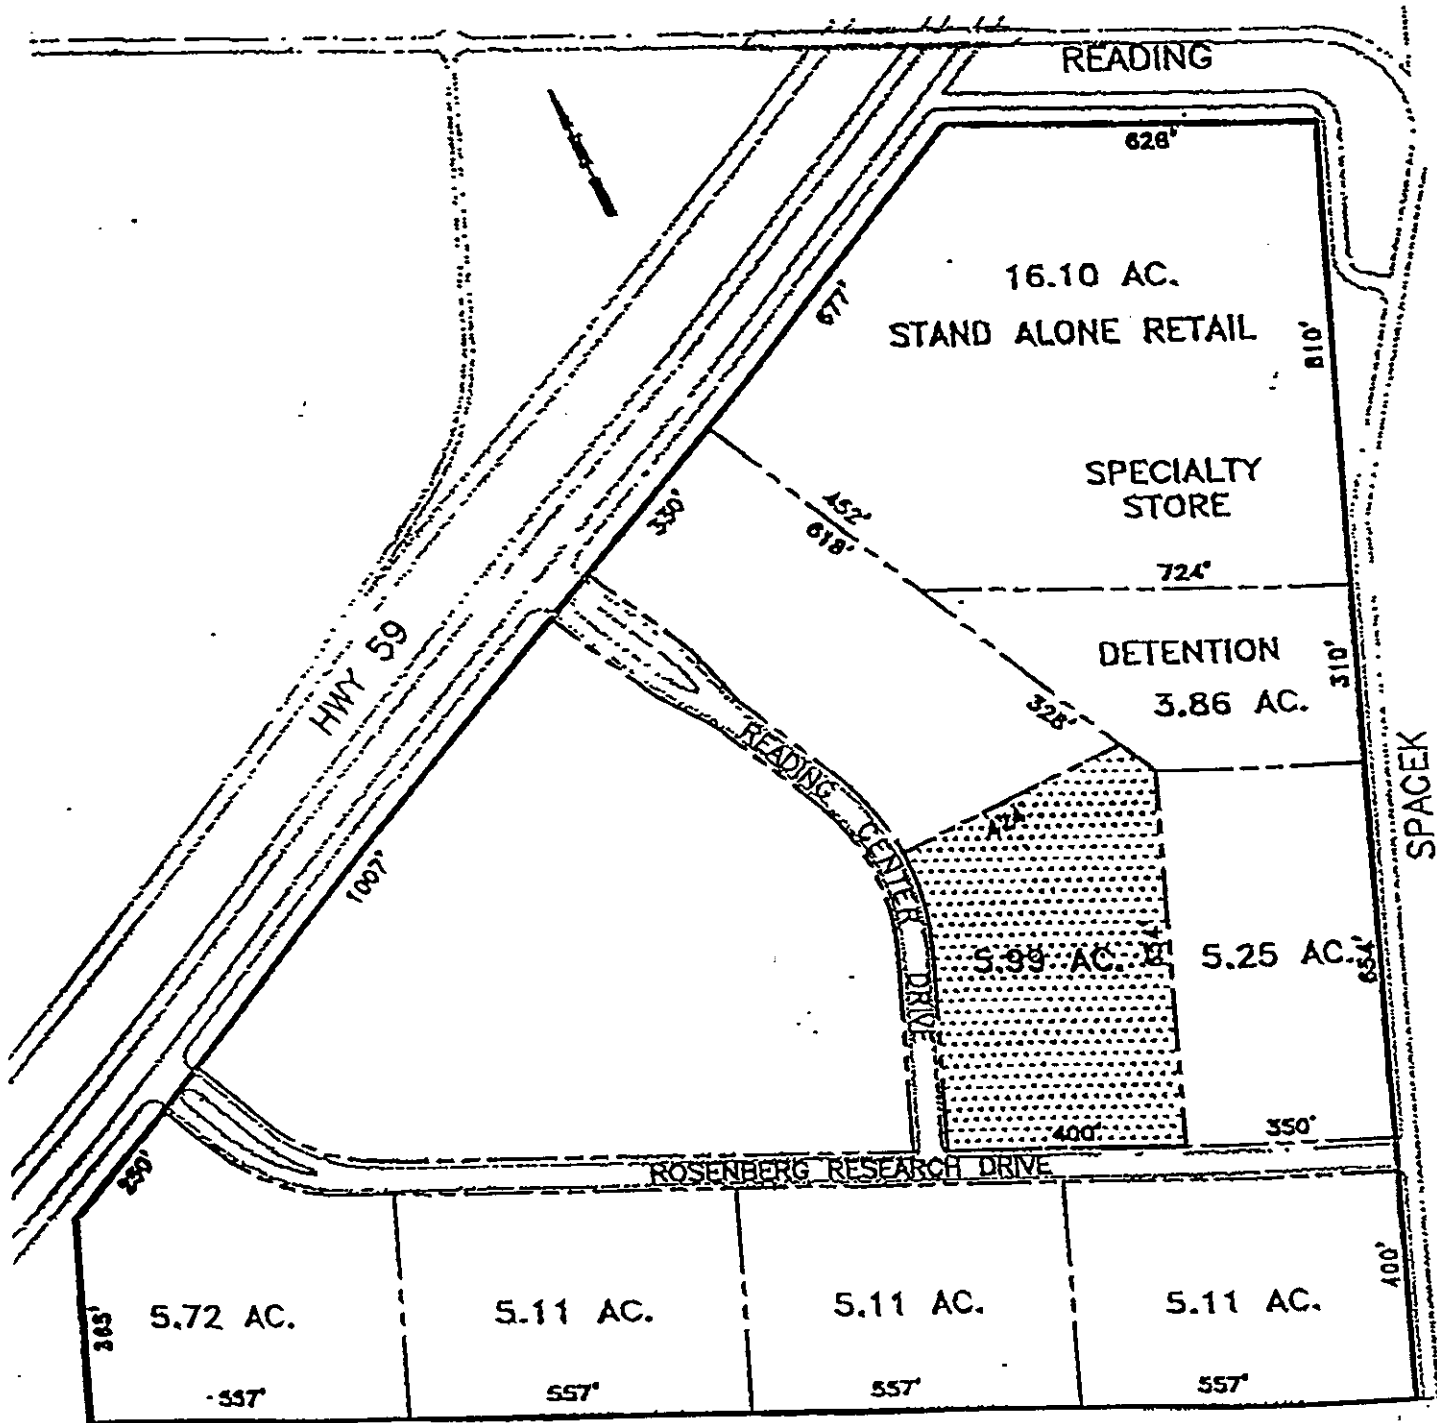 READING
628'
16.10 AC.
STAND ALONE RETAIL
677'
810'
SPECIALTY
STORE
330'
452'
618'
724'
HWY 59
DETENTION
3.86 AC.
310'
328'
READING CENTER DRIVE
SPACEK
424'
1007'
5.99 AC.
5.25 AC.
654'
400'
350'
ROSENBERG RESEARCH DRIVE
250'
365'
5.72 AC.
5.11 AC.
5.11 AC.
5.11 AC.
400'
557'
557'
557'
557'